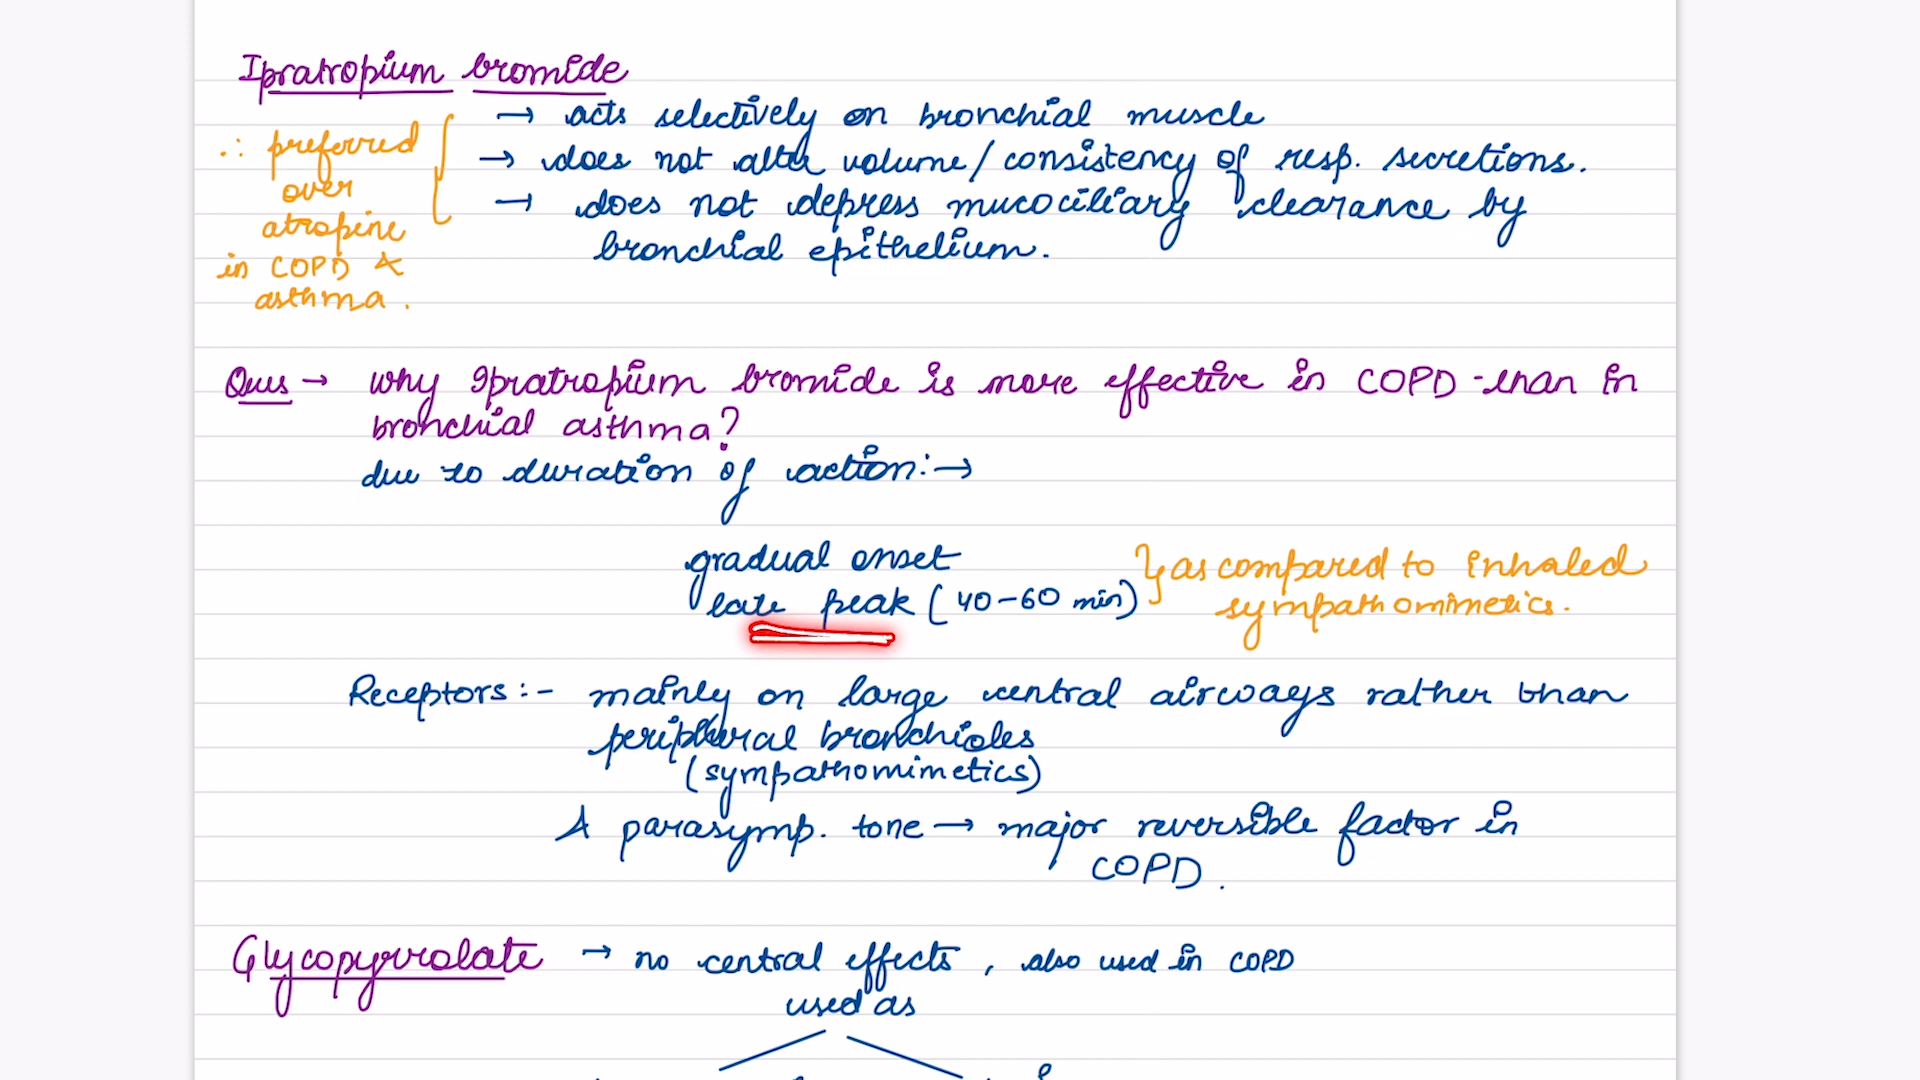 Ipratropium bromide
→ acts selectively on bronchial muscle
→ does not alter volume/consistency of resp. secretions.
→ does not depress mucociliary clearance by
bronchial epithelium.
∴ preferred
over
atropine
in COPD &
asthma.
Ques → why Ipratropium bromide is more effective in COPD than in
bronchial asthma?
due to duration of action:→
gradual onset
late peak (40-60 min)
} as compared to inhaled
sympathomimetics.
Receptors:- mainly on large central airways rather than
peripheral bronchioles
(sympathomimetics)
& parasymp. tone → major reversible factor in
COPD.
Glycopyrrolate → no central effects, also used in COPD
used as